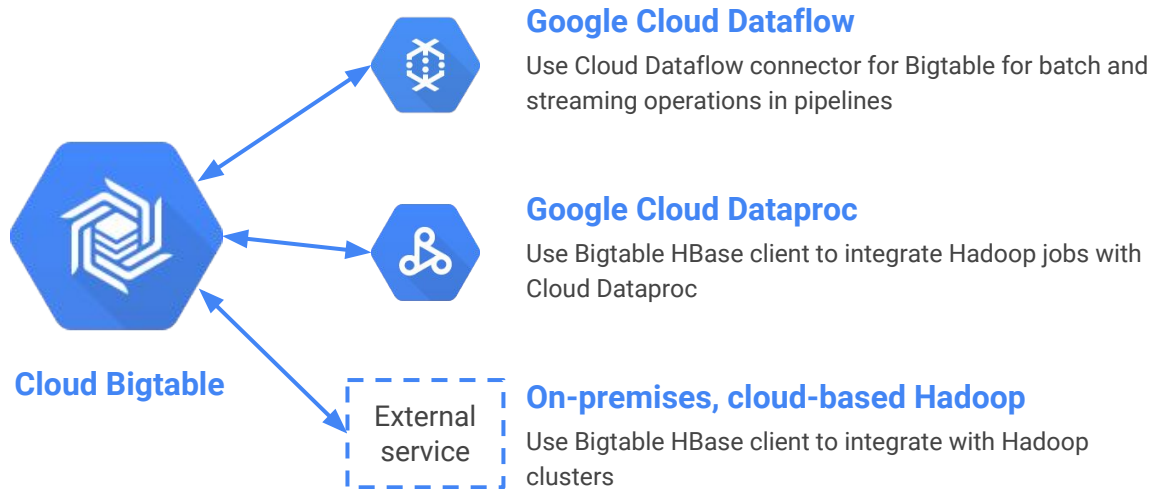 Google Cloud Dataflow
Use Cloud Dataflow connector for Bigtable for batch and
streaming operations in pipelines
Google Cloud Dataproc
Use Bigtable HBase client to integrate Hadoop jobs with
Cloud Dataproc
Cloud Bigtable
External
service
On-premises, cloud-based Hadoop
Use Bigtable HBase client to integrate with Hadoop
clusters